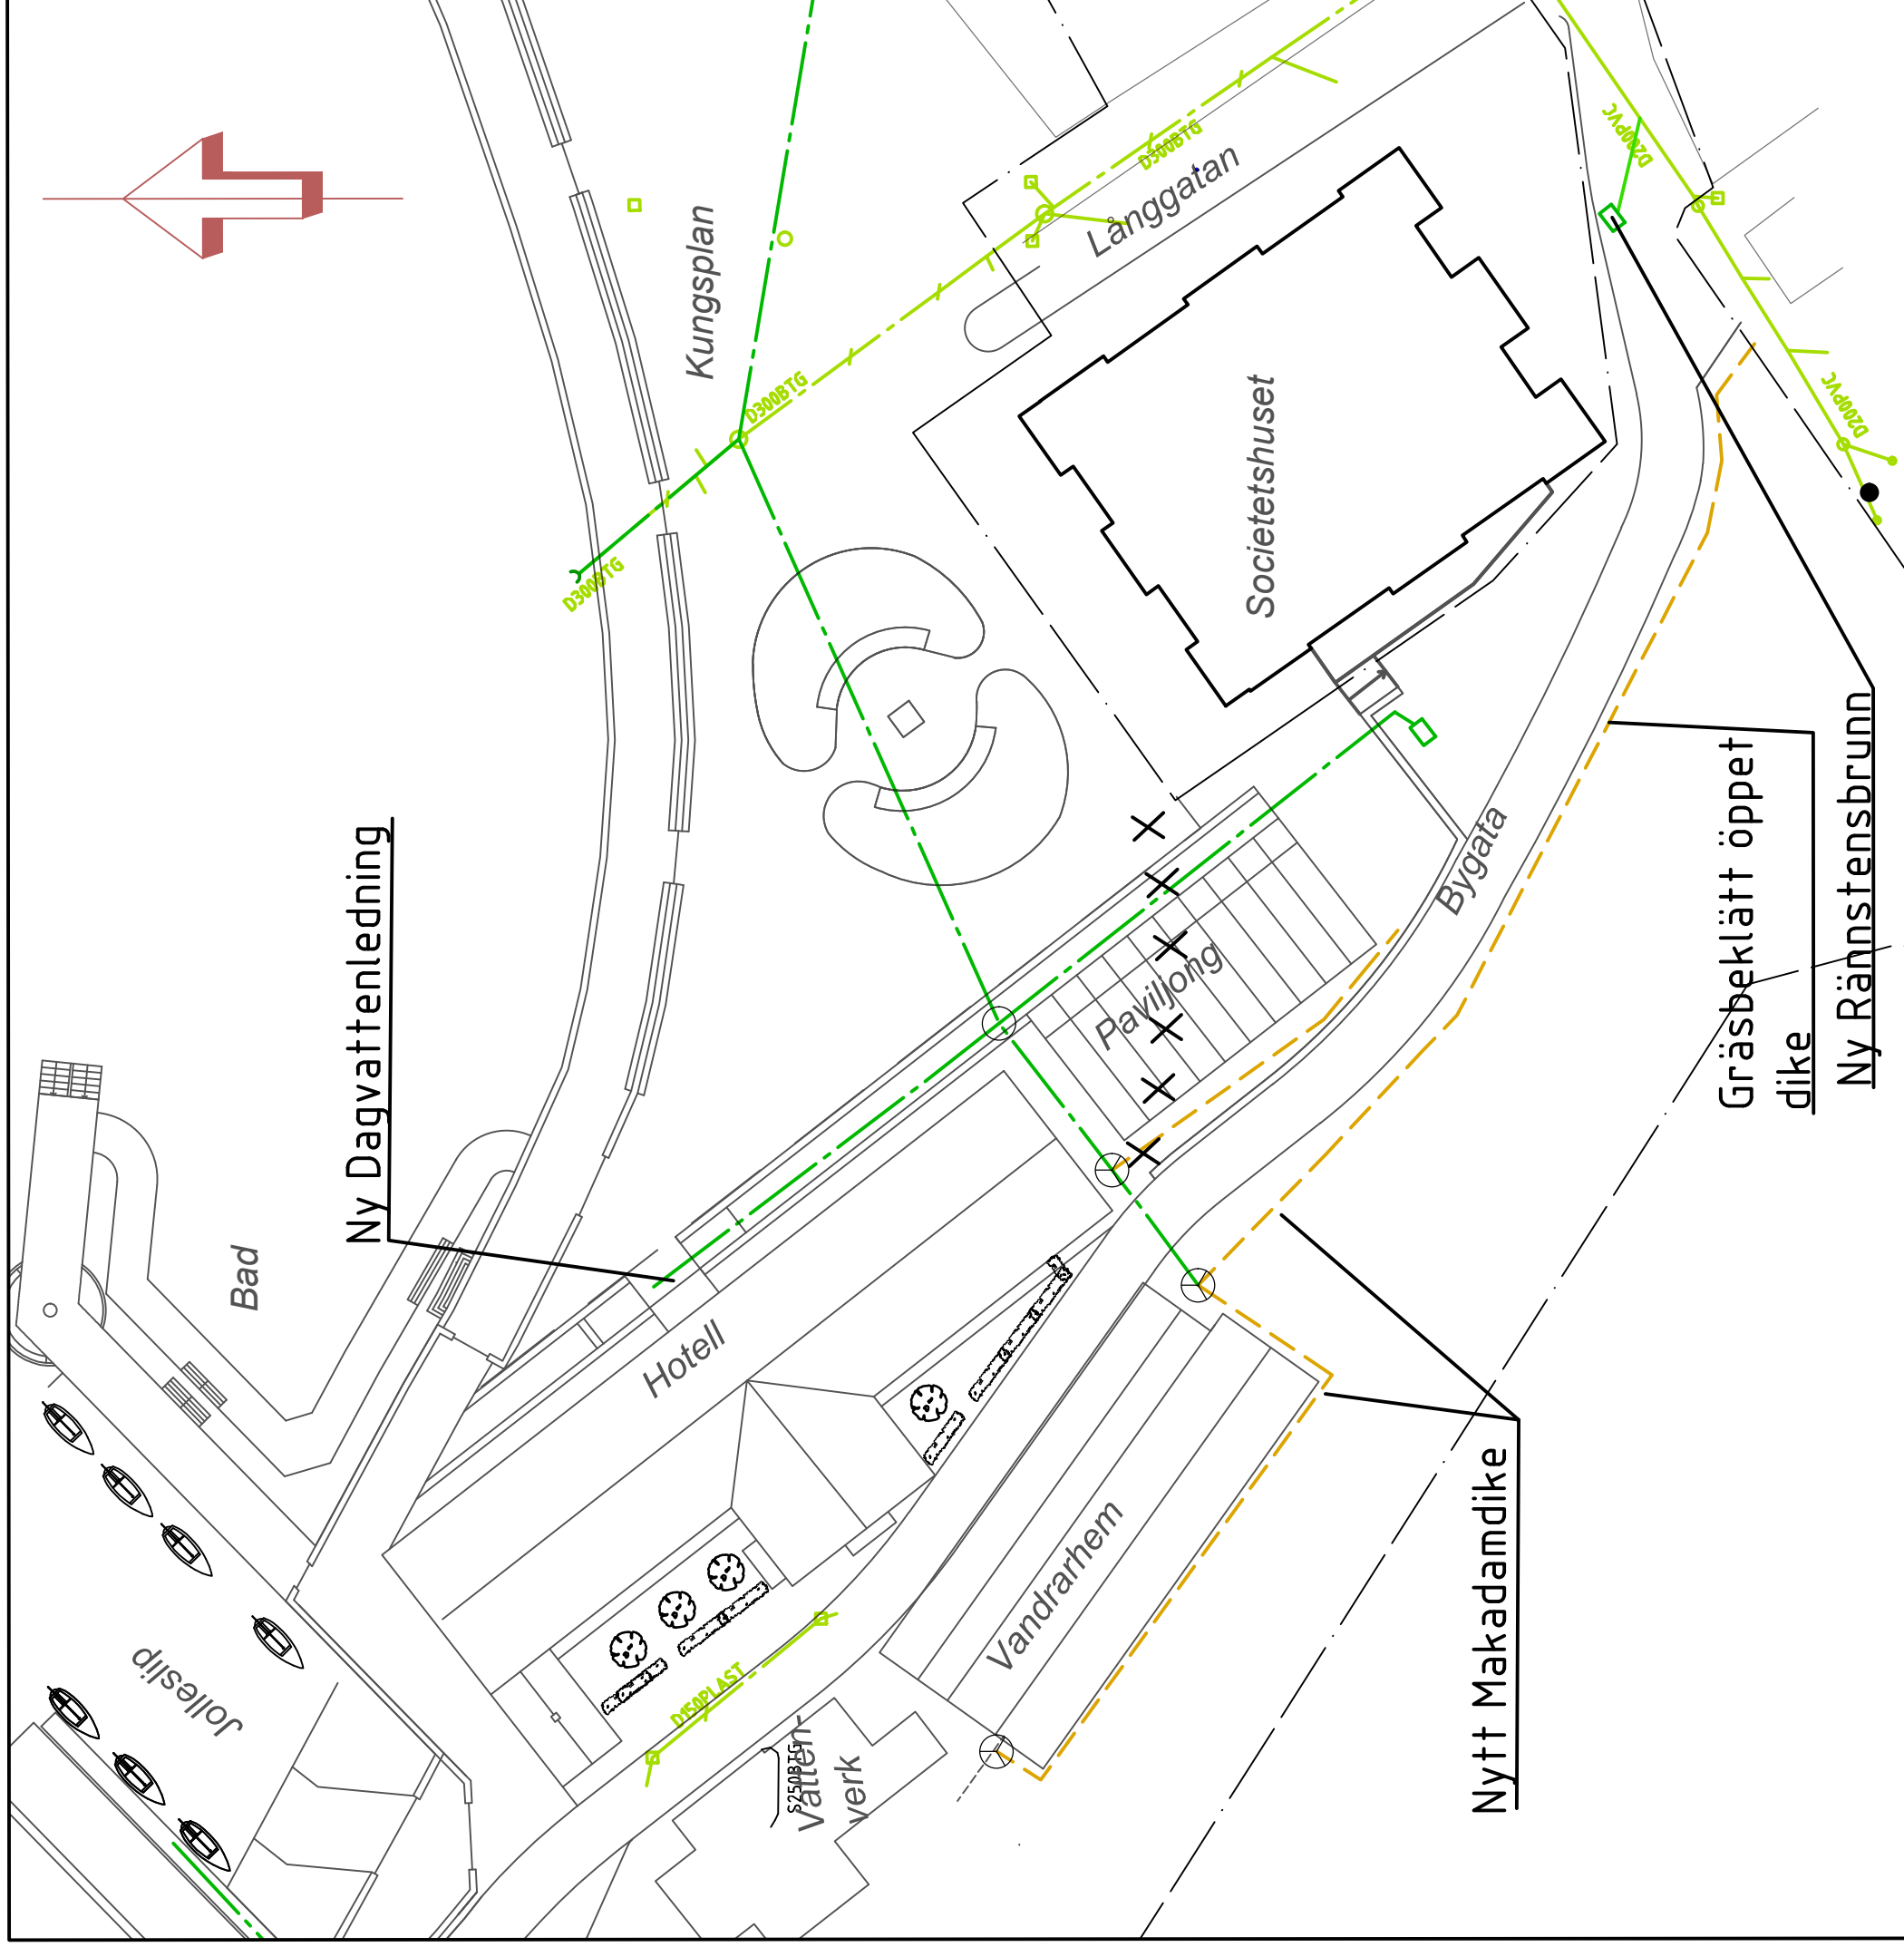 Kungsplan
Långgatan
D300BTG
D300BTG
D300BTG
D200PVC
D200PVC
Societetshuset
Ny Dagvattenledning
Bad
Paviljong
Bygata
Gräsbeklätt öppet
dike
Ny Rännstensbrunn
Hotell
Vandrarhem
Nytt Makadamdike
Jolleslip
D150PLAST
S250BTG
Vatten-
verk